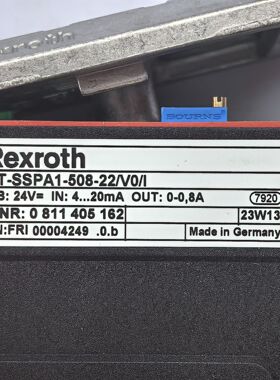 exroth
BOURNS
Rexroth
T-SSPA1-508-22/V0/I
B: 24V= IN: 4...20mA OUT: 0-0,8A
7920
NR: 0 811 405 162
23W13
N:FRI 00004249 .0.b
Made in Germany